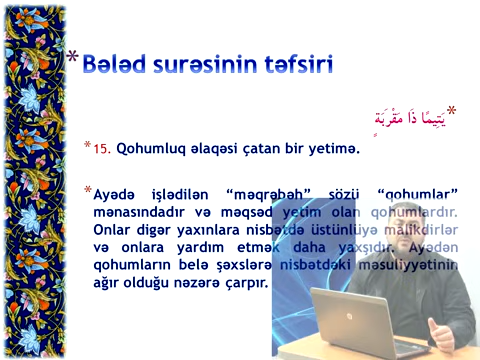 * Bələd surəsinin təfsiri
* يَتِيمًا ذَا مَقْرَبَةٍ
* 15. Qohumluq əlaqəsi çatan bir yetimə.
* Ayədə işlədilən “məqrəbəh” sözü “qohumlar”
mənasındadır və məqsəd yetim olan qohumlardır.
Onlar digər yaxınlara nisbətdə üstünlüyə malikdirlər
və onlara yardım etmək daha yaxşıdır. Ayədən
qohumların belə şəxslərə nisbətdəki məsuliyyətinin
ağır olduğu nəzərə çarpır.